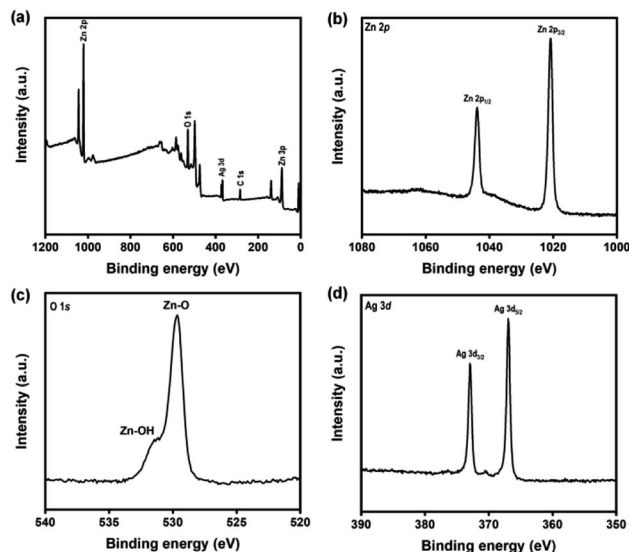 (a)
Zn 2p
O 1s
Ag 3d
C 1s
Zn 3p
Intensity (a.u.)
1200 1000 800 600 400 200 0
Binding energy (eV)
(b)
Zn 2p
Zn 2p3/2
Zn 2p1/2
Intensity (a.u.)
1080 1060 1040 1020 1000
Binding energy (eV)
(c)
O 1s
Zn-O
Zn-OH
Intensity (a.u.)
540 535 530 525 520
Binding energy (eV)
(d)
Ag 3d
Ag
Ag 3d3/2
Intensity (a.u.)
390 380 370 360 350
Binding energy (eV)